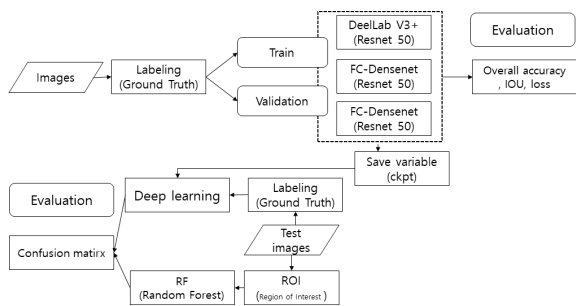 DeelLab V3+
(Resnet 50)
Evaluation
Train
Images
Labeling
(Ground Truth)
FC-Densenet
(Resnet 50)
Overall accuracy
, IOU, loss
Validation
FC-Densenet
(Resnet 50)
Save variable
(ckpt)
Evaluation
Deep learning
Labeling
(Ground Truth)
Test
images
Confusion matirx
RF
(Random Forest)
ROI
(Region of Interest)